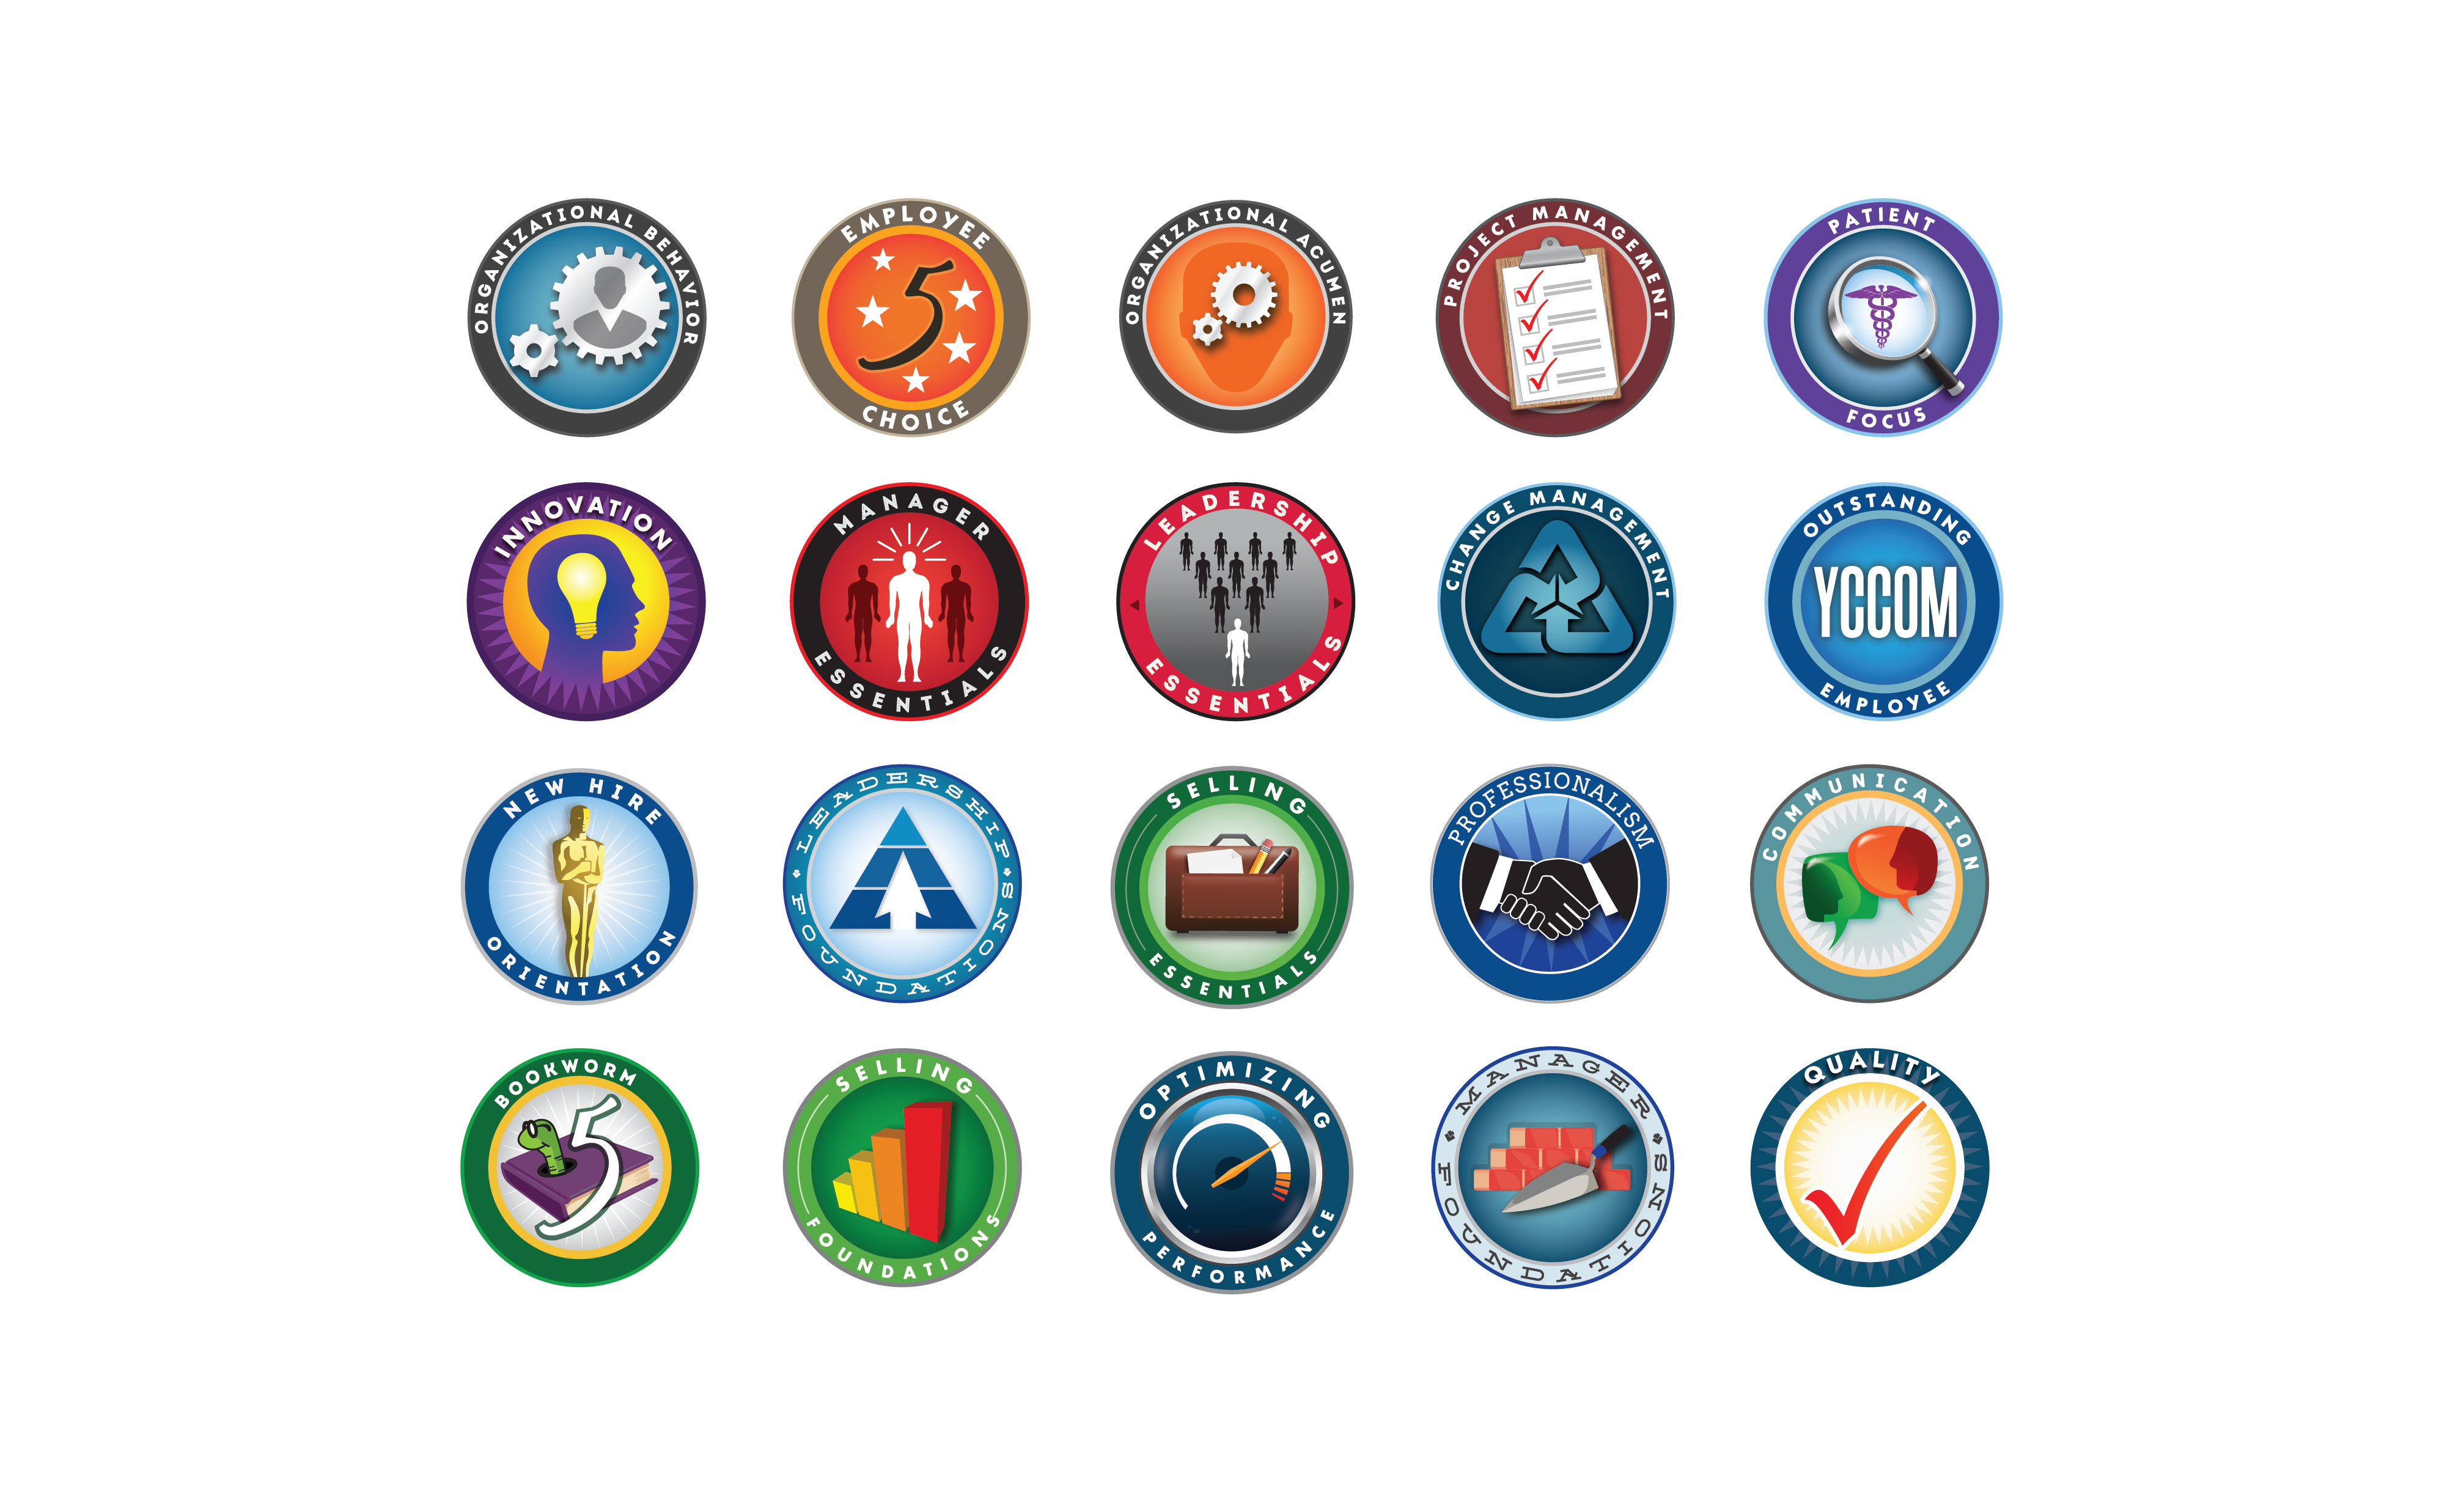 ORGANIZATIONAL BEHAVIOR
EMPLOYEE
5
CHOICE
ORGANIZATIONAL ACUMEN
PROJECT MANAGEMENT
PATIENT
FOCUS
INNOVATION
MANAGER
ESSENTIALS
LEADERSHIP
ESSENTIALS
CHANGE MANAGEMENT
OUTSTANDING
YCCOM
EMPLOYEE
NEW HIRE
ORIENTATION
LEADERSHIP
FOUNDATIONS
SELLING
ESSENTIALS
PROFESSIONALISM
COMMUNICATION
BOOKWORM
5
SELLING
FOUNDATIONS
OPTIMIZING
PERFORMANCE
MANAGER
FOUNDATIONS
QUALITY